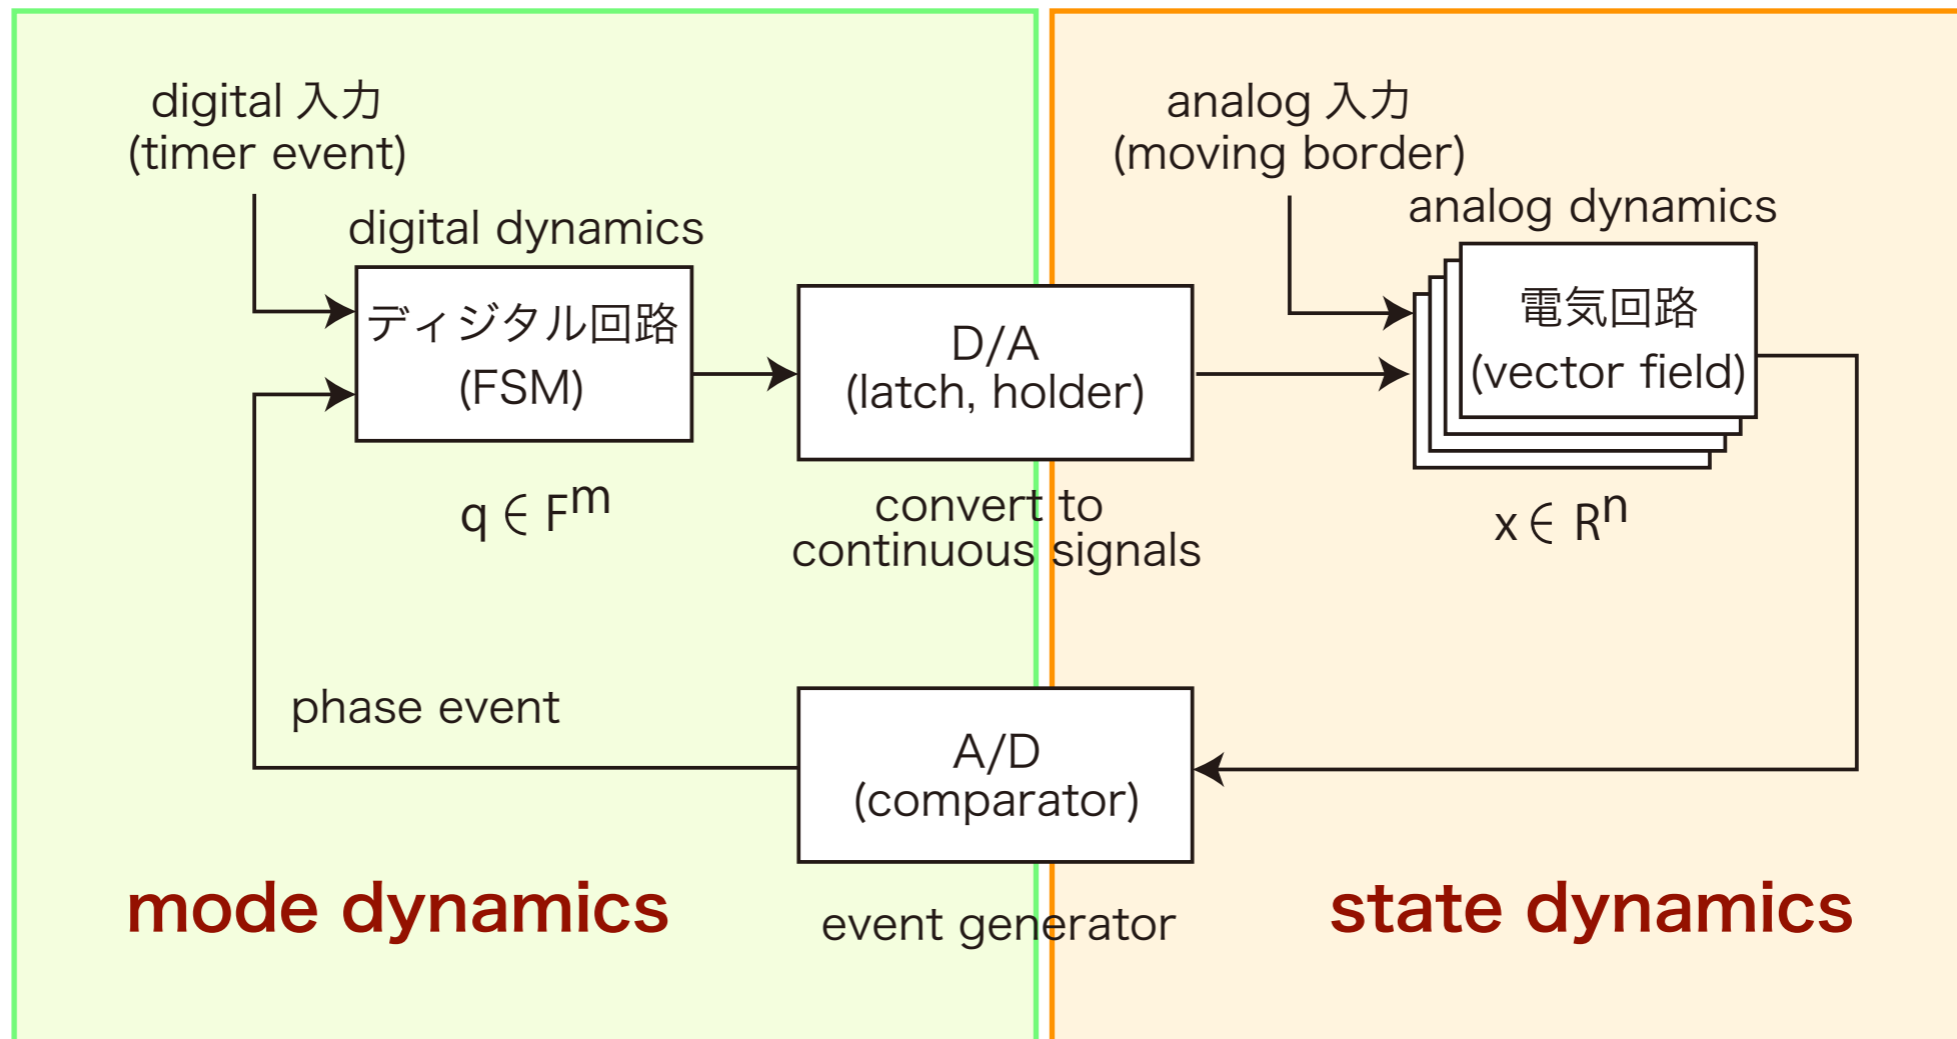 digital 入力
(timer event)
digital dynamics
ディジタル回路
(FSM)
q ∈ F^m
D/A
(latch, holder)
convert to
continuous signals
analog 入力
(moving border)
analog dynamics
電気回路
(vector field)
x ∈ R^n
phase event
A/D
(comparator)
event generator
mode dynamics
state dynamics